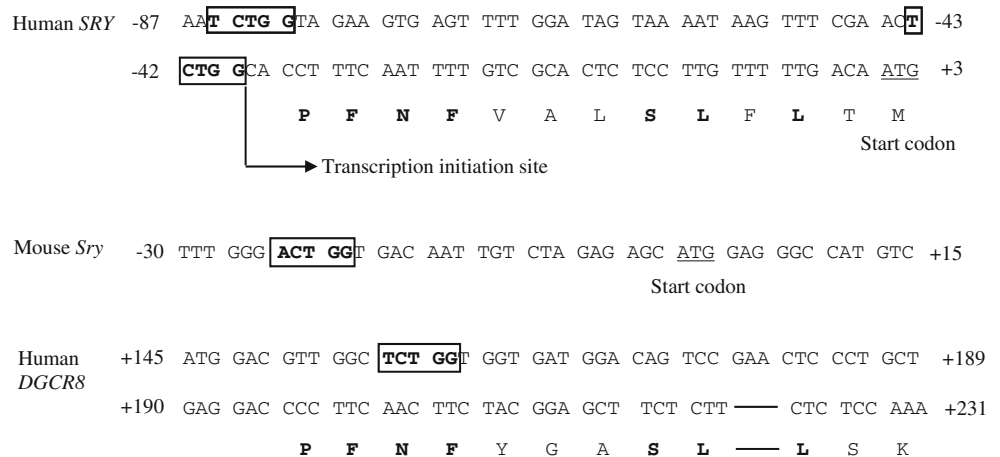 Human SRY -87 AAT CTG GTA GAA GTG AGT TTT GGA TAG TAA AAT AAG TTT CGA ACT -43
-42 CTG GCA CCT TTC AAT TTT GTC GCA CTC TCC TTG TTT TTG ACA ATG +3
P F N F V A L S L F L T M
Start codon
Transcription initiation site
Mouse Sry -30 TTT GGG ACT GGT GAC AAT TGT CTA GAG AGC ATG GAG GGC CAT GTC +15
Start codon
Human DGCR8 +145 ATG GAC GTT GGC TCT GGT GGT GAT GGA CAG TCC GAA CTC CCT GCT +189
+190 GAG GAC CCC TTC AAC TTC TAC GGA GCT TCT CTT — CTC TCC AAA +231
P F N F Y G A S L — L S K